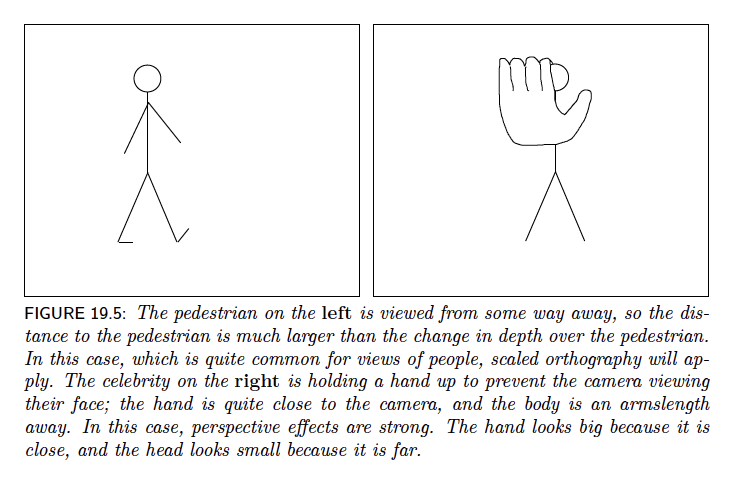 FIGURE 19.5: The pedestrian on the left is viewed from some way away, so the dis-
tance to the pedestrian is much larger than the change in depth over the pedestrian.
In this case, which is quite common for views of people, scaled orthography will ap-
ply. The celebrity on the right is holding a hand up to prevent the camera viewing
their face; the hand is quite close to the camera, and the body is an armslength
away. In this case, perspective effects are strong. The hand looks big because it is
close, and the head looks small because it is far.